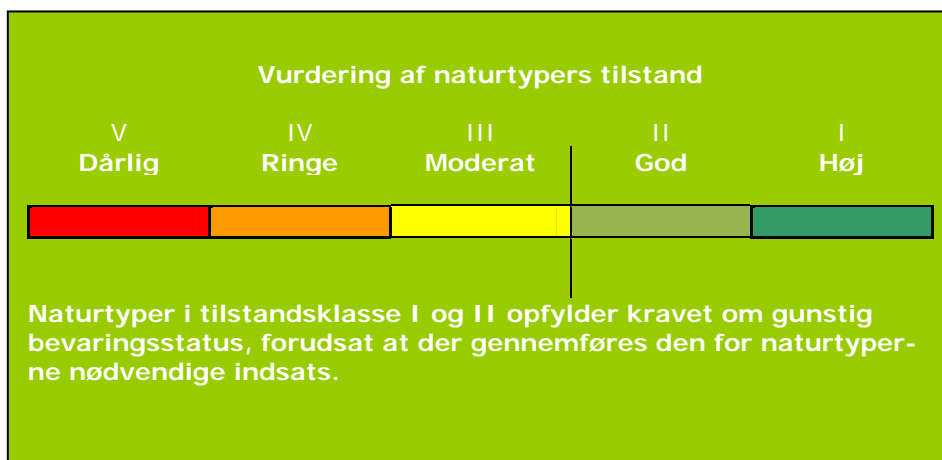 Vurdering af naturtypers tilstand
V IV III II I
Dårlig Ringe Moderat God Høj
Naturtyper i tilstandsklasse I og II opfylder kravet om gunstig
bevaringsstatus, forudsat at der gennemføres den for naturtyper-
ne nødvendige indsats.